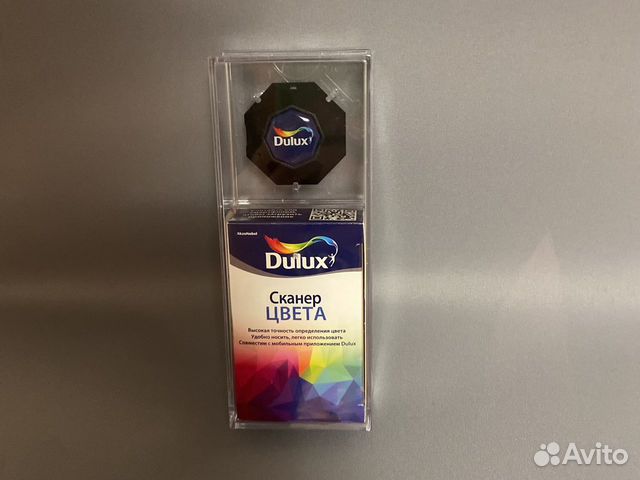 Dulux
AkzoNobel
Dulux
Сканер
ЦВЕТА
Высокая точность определения цвета
Удобно носить, легко использовать
Совместим с мобильным приложением Dulux
Avito